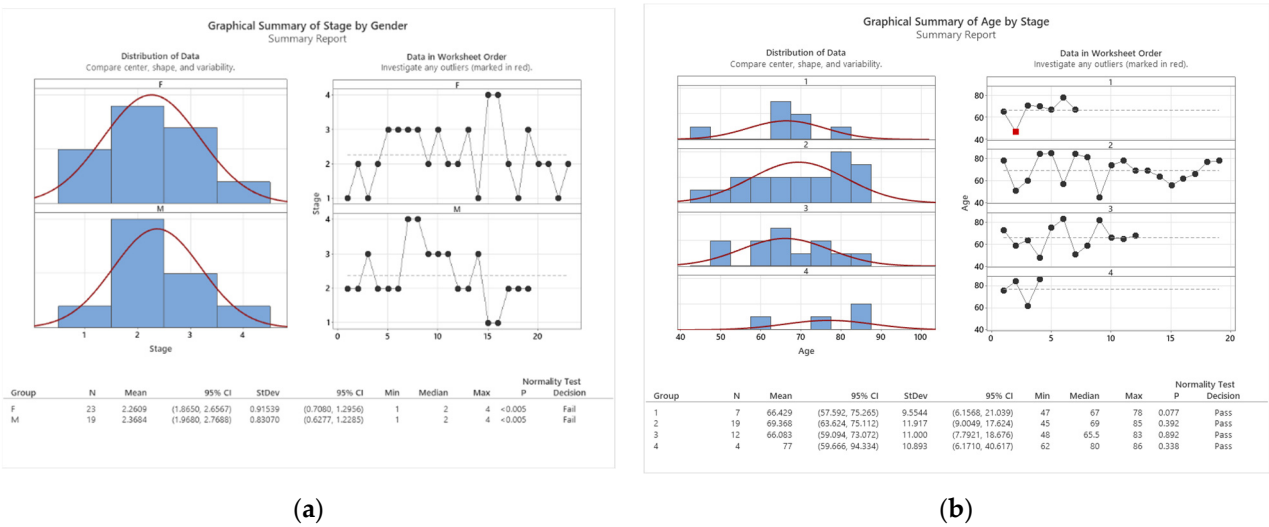 Graphical Summary of Stage by Gender
Summary Report
Distribution of Data
Compare center, shape, and variability.
Data in Worksheet Order
Investigate any outliers (marked in red).
F
M
1 2 3 4
Stage
F
4
3
2
1
Stage
M
4
3
2
1
0 5 10 15 20
Normality Test
Group N Mean 95% CI StDev 95% CI Min Median Max P Decision
F 23 2.2609 (1.8650, 2.6567) 0.91539 (0.7080, 1.2956) 1 2 4 <0.005 Fail
M 19 2.3684 (1.9680, 2.7688) 0.83070 (0.6277, 1.2285) 1 2 4 <0.005 Fail
(a)
Graphical Summary of Age by Stage
Summary Report
Distribution of Data
Compare center, shape, and variability.
Data in Worksheet Order
Investigate any outliers (marked in red).
1
2
3
4
40 50 60 70 80 90 100
Age
1
80
60
40
2
80
60
40
Age
3
80
60
40
4
80
60
40
0 5 10 15 20
Normality Test
Group N Mean 95% CI StDev 95% CI Min Median Max P Decision
1 7 66.429 (57.592, 75.265) 9.5544 (6.1568, 21.039) 47 67 78 0.077 Pass
2 19 69.368 (63.624, 75.112) 11.917 (9.0049, 17.624) 45 69 85 0.392 Pass
3 12 66.083 (59.094, 73.072) 11.000 (7.7921, 18.676) 48 65.5 83 0.892 Pass
4 4 77 (59.666, 94.334) 10.893 (6.1710, 40.617) 62 80 86 0.338 Pass
(b)